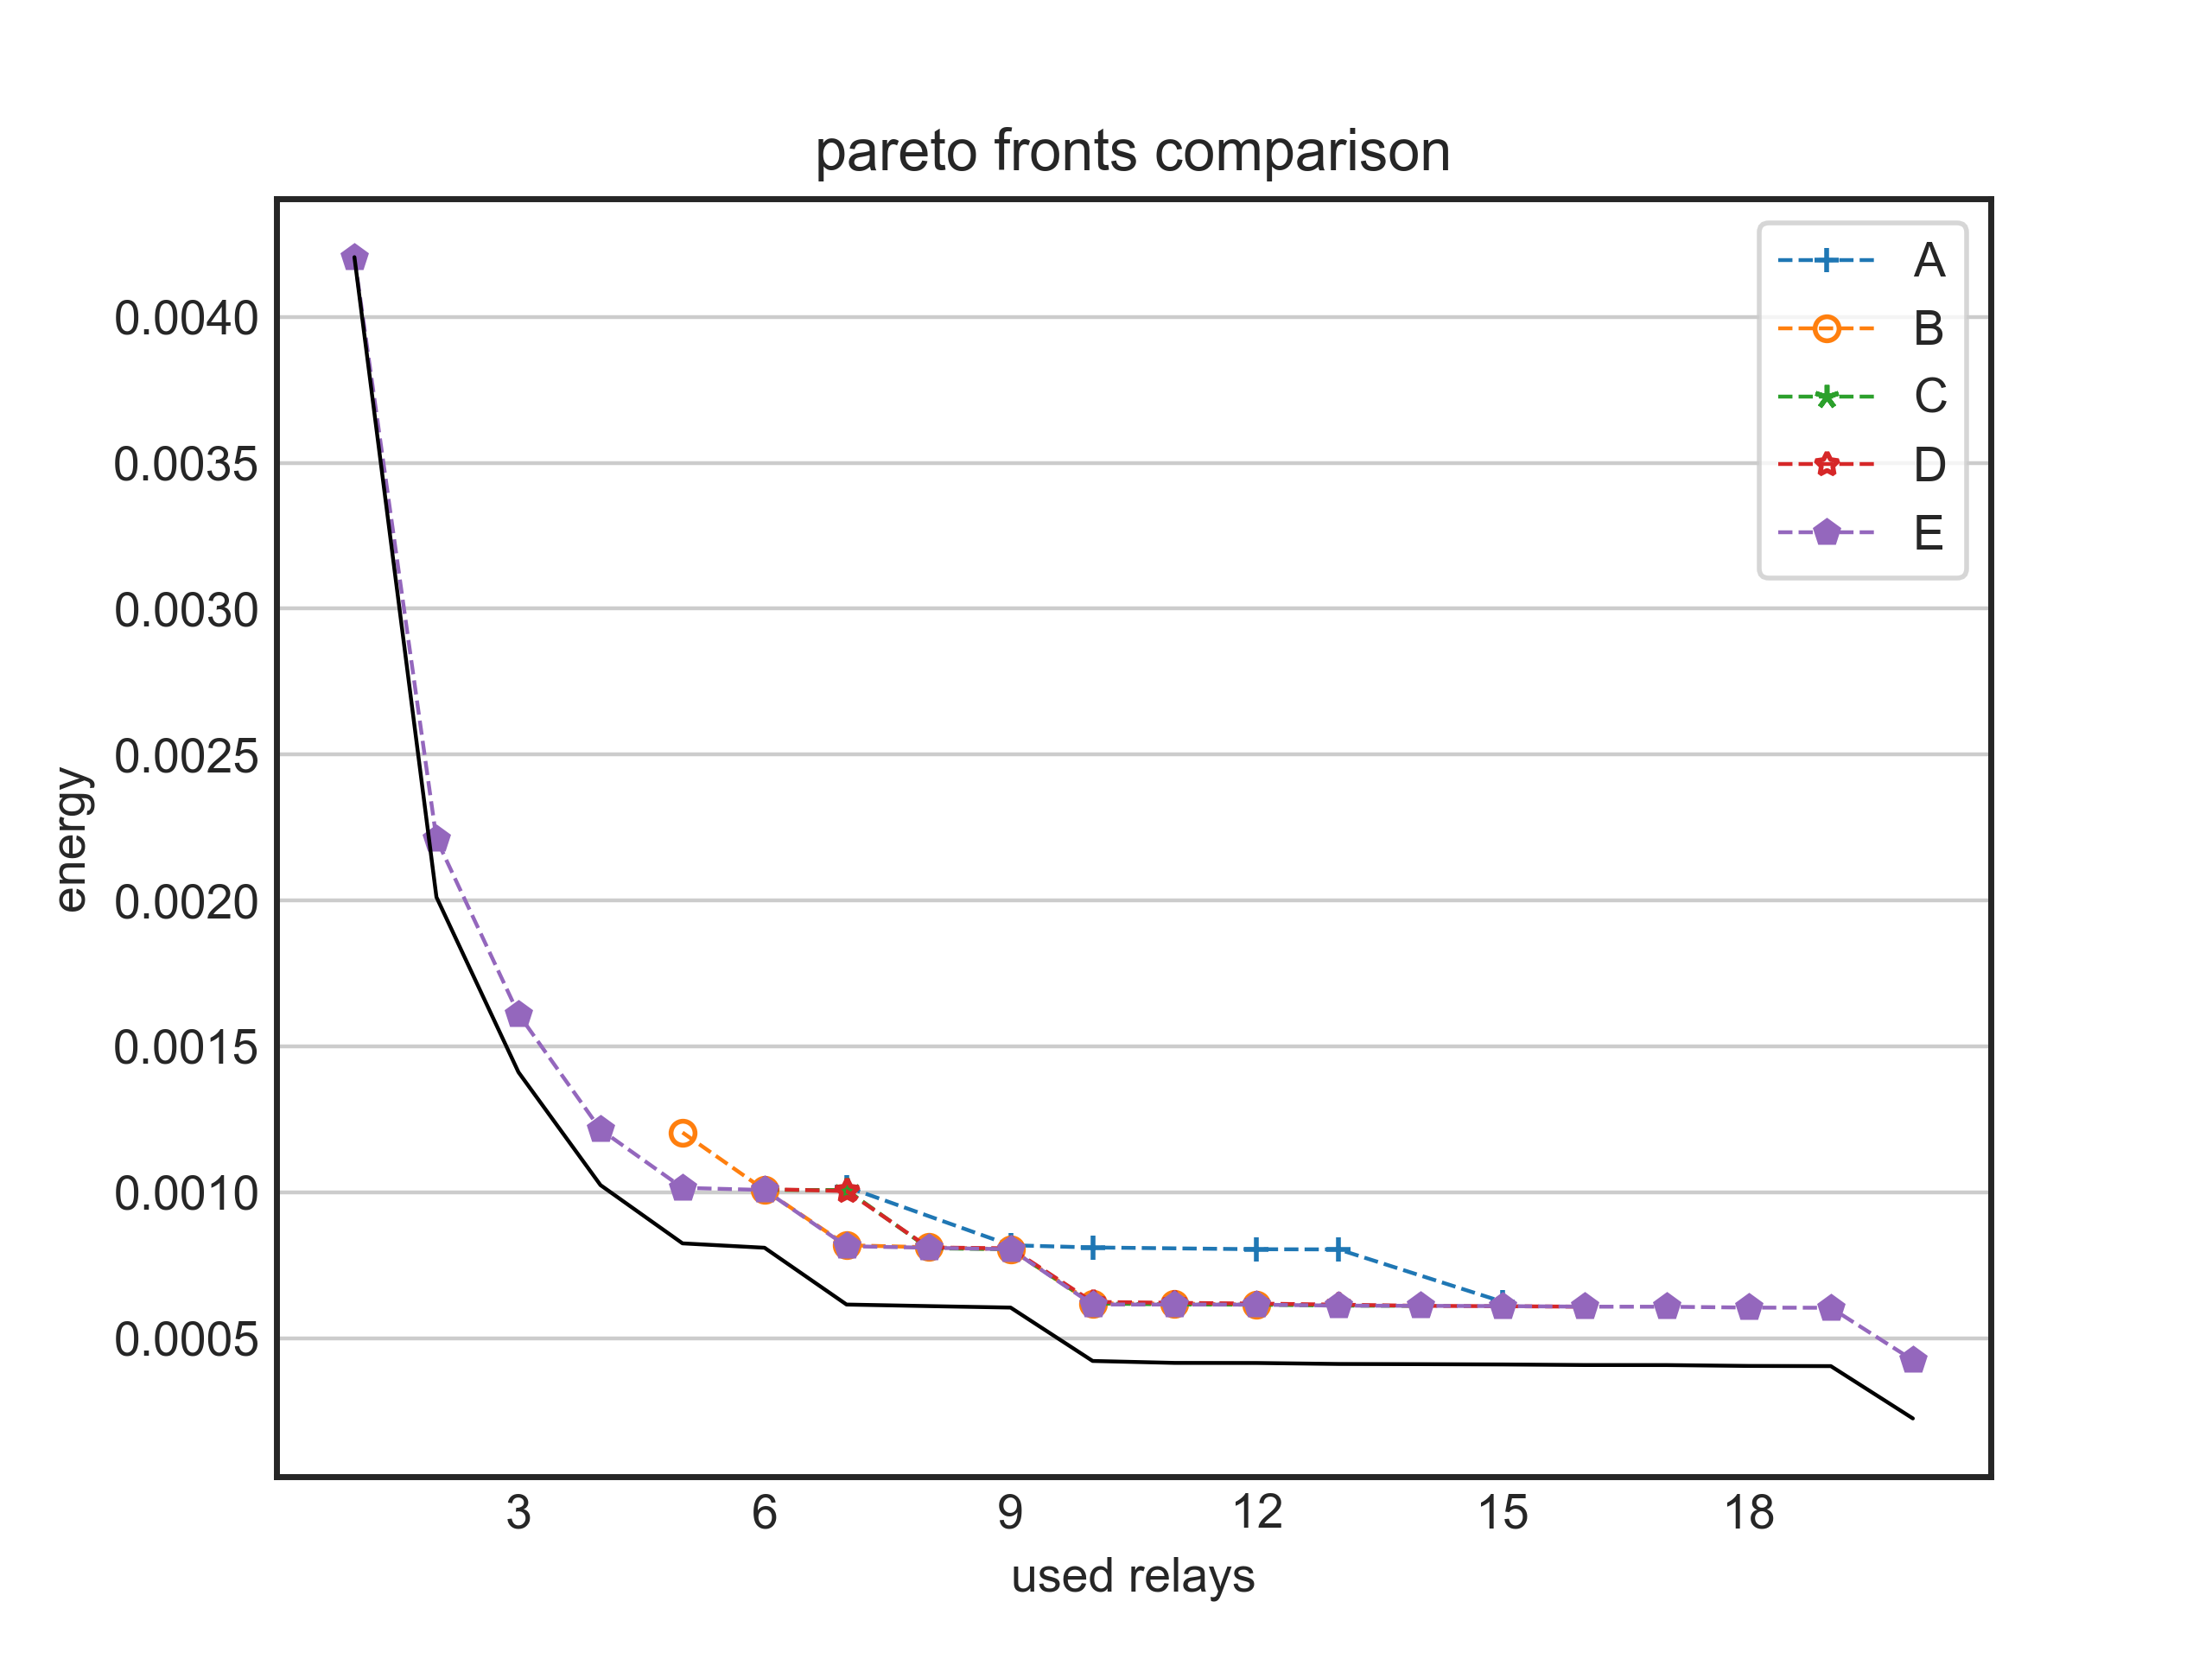 pareto fronts comparison
A
B
C
D
E
0.0040
0.0035
0.0030
0.0025
0.0020
0.0015
0.0010
0.0005
energy
3 6 9 12 15 18
used relays